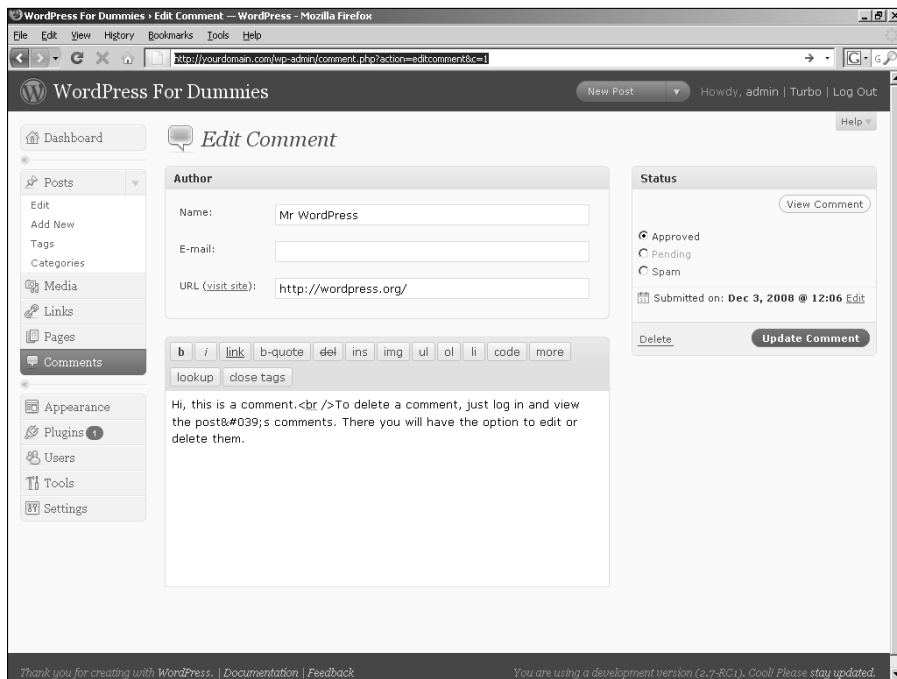 WordPress For Dummies › Edit Comment — WordPress - Mozilla Firefox
File Edit View History Bookmarks Tools Help
http://yourdomain.com/wp-admin/comment.php?action=editcomment&c=1
G
WordPress For Dummies
New Post
Howdy, admin | Turbo | Log Out
Help
Dashboard
Posts
Edit
Add New
Tags
Categories
Media
Links
Pages
Comments
Appearance
Plugins 1
Users
Tools
Settings
Edit Comment
Author
Name: Mr WordPress
E-mail:
URL (visit site): http://wordpress.org/
b i link b-quote del ins img ul ol li code more
lookup close tags
Hi, this is a comment.<br />To delete a comment, just log in and view
the post&#039;s comments. There you will have the option to edit or
delete them.
Status
View Comment
Approved
Pending
Spam
Submitted on: Dec 3, 2008 @ 12:06 Edit
Delete Update Comment
Thank you for creating with WordPress. | Documentation | Feedback
You are using a development version (2.7-RC1). Cool! Please stay updated.